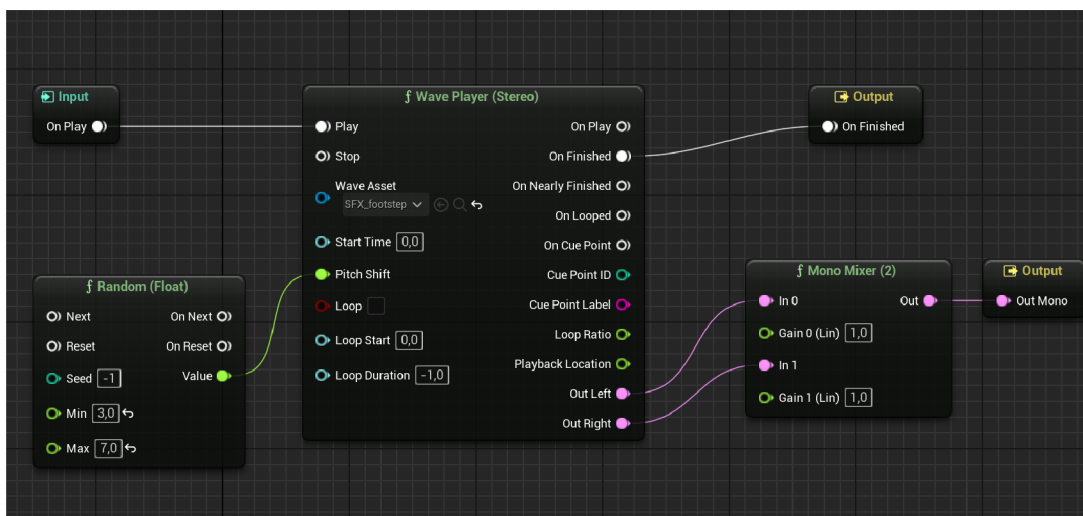 Input
On Play
ƒ Wave Player (Stereo)
Play
On Play
Stop
On Finished
Wave Asset
SFX_footstep
On Nearly Finished
On Looped
Start Time 0,0
On Cue Point
Pitch Shift
Cue Point ID
Loop
Cue Point Label
Loop Start 0,0
Loop Ratio
Playback Location
Loop Duration -1,0
Out Left
Out Right
Output
On Finished
ƒ Random (Float)
Next
On Next
Reset
On Reset
Seed -1
Value
Min 3,0
Max 7,0
ƒ Mono Mixer (2)
In 0
Out
Gain 0 (Lin) 1,0
In 1
Gain 1 (Lin) 1,0
Output
Out Mono